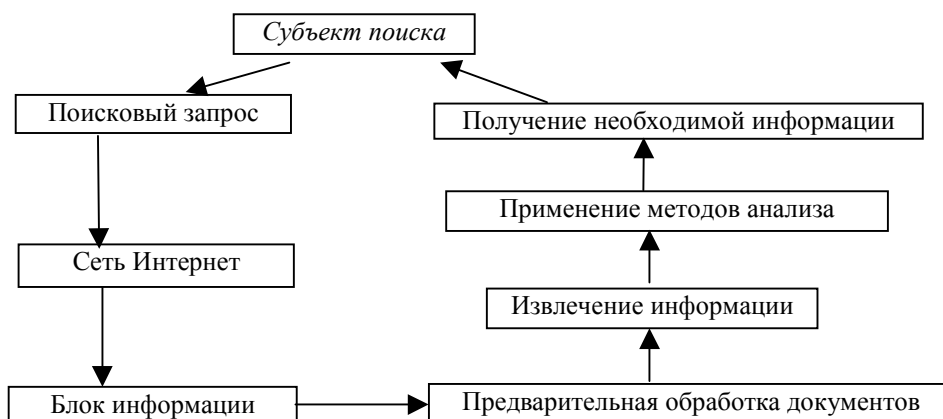 Субъект поиска
Поисковый запрос
Получение необходимой информации
Применение методов анализа
Сеть Интернет
Извлечение информации
Блок информации
Предварительная обработка документов